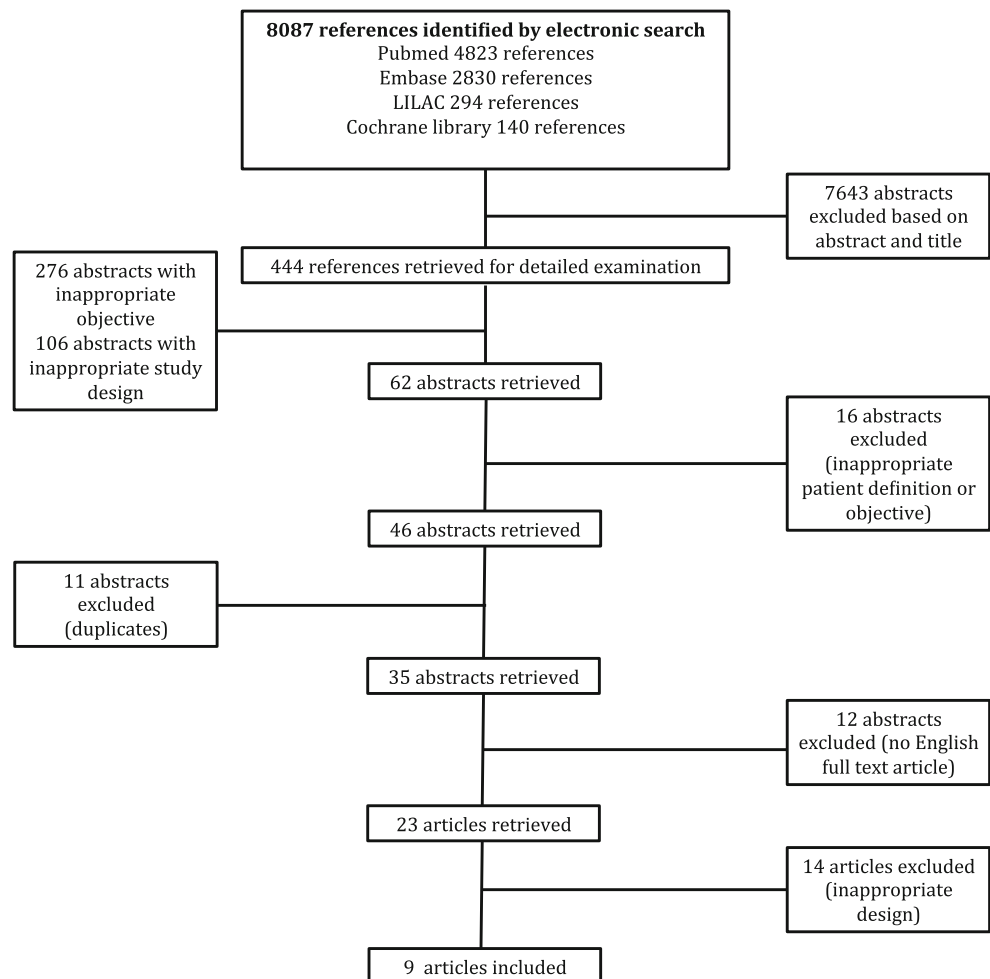 8087 references identified by electronic search
Pubmed 4823 references
Embase 2830 references
LILAC 294 references
Cochrane library 140 references
7643 abstracts
excluded based on
abstract and title
444 references retrieved for detailed examination
276 abstracts with
inappropriate
objective
106 abstracts with
inappropriate study
design
62 abstracts retrieved
16 abstracts
excluded
(inappropriate
patient definition or
objective)
46 abstracts retrieved
11 abstracts
excluded
(duplicates)
35 abstracts retrieved
12 abstracts
excluded (no English
full text article)
23 articles retrieved
14 articles excluded
(inappropriate
design)
9 articles included